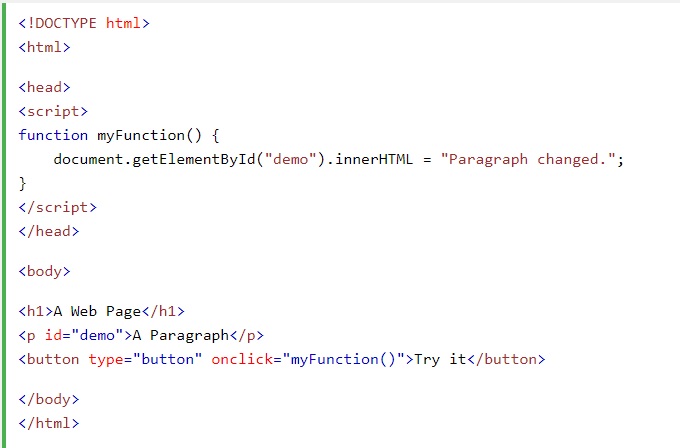 <!DOCTYPE html>
<html>
<head>
<script>
function myFunction() {
    document.getElementById("demo").innerHTML = "Paragraph changed.";
}
</script>
</head>
<body>
<h1>A Web Page</h1>
<p id="demo">A Paragraph</p>
<button type="button" onclick="myFunction()">Try it</button>
</body>
</html>